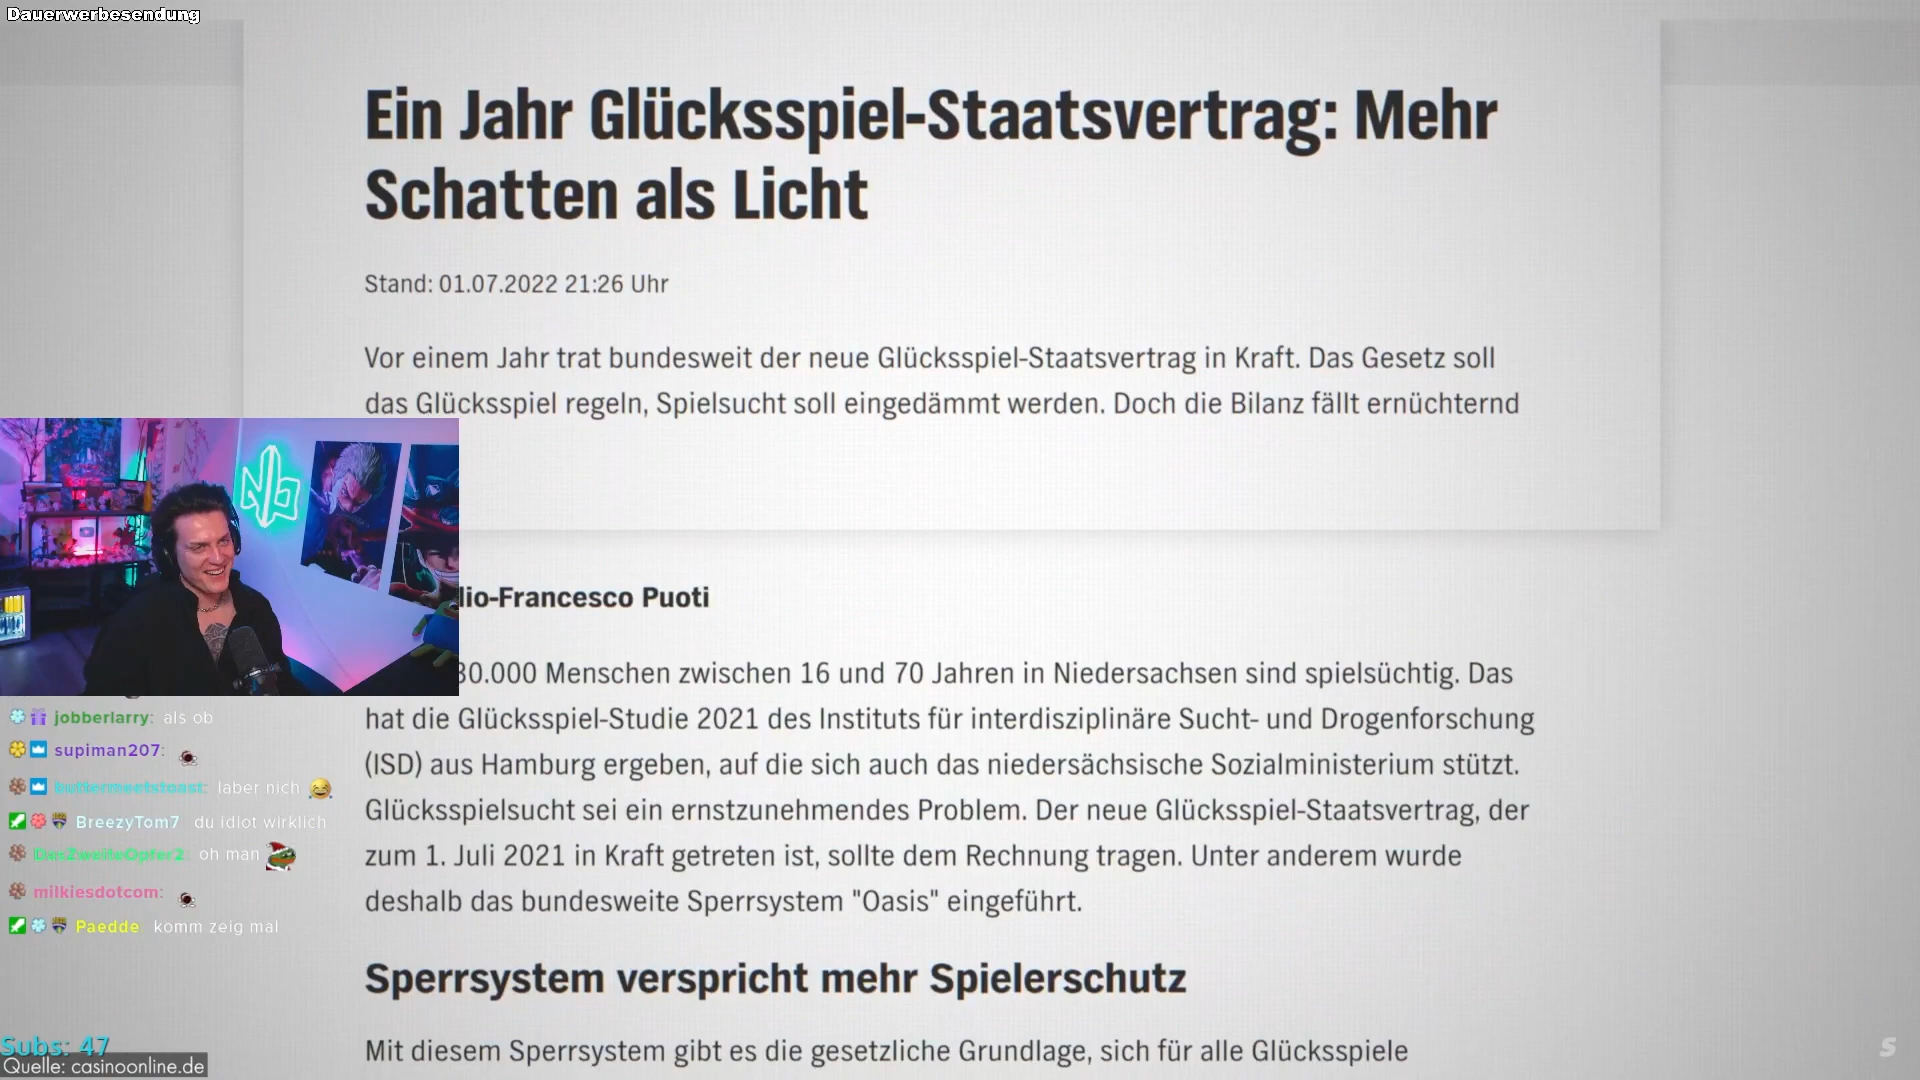 Dauerwerbesendung
Ein Jahr Glücksspiel-Staatsvertrag: Mehr
Schatten als Licht
Stand: 01.07.2022 21:26 Uhr
Vor einem Jahr trat bundesweit der neue Glücksspiel-Staatsvertrag in Kraft. Das Gesetz soll
das Glücksspiel regeln, Spielsucht soll eingedämmt werden. Doch die Bilanz fällt ernüchternd
lio-Francesco Puoti
30.000 Menschen zwischen 16 und 70 Jahren in Niedersachsen sind spielsüchtig. Das
hat die Glücksspiel-Studie 2021 des Instituts für interdisziplinäre Sucht- und Drogenforschung
(ISD) aus Hamburg ergeben, auf die sich auch das niedersächsische Sozialministerium stützt.
Glücksspielsucht sei ein ernstzunehmendes Problem. Der neue Glücksspiel-Staatsvertrag, der
zum 1. Juli 2021 in Kraft getreten ist, sollte dem Rechnung tragen. Unter anderem wurde
deshalb das bundesweite Sperrsystem "Oasis" eingeführt.
Sperrsystem verspricht mehr Spielerschutz
Mit diesem Sperrsystem gibt es die gesetzliche Grundlage, sich für alle Glücksspiele
jobberlarry: als ob
supiman207:
buttermeetstoast: laber nich
BreezyTom7 du idiot wirklich
DasZweiteOpfer2: oh man
milkiesdotcom:
Paedde komm zeig mal
Subs: 47
Quelle: casinoonline.de
S